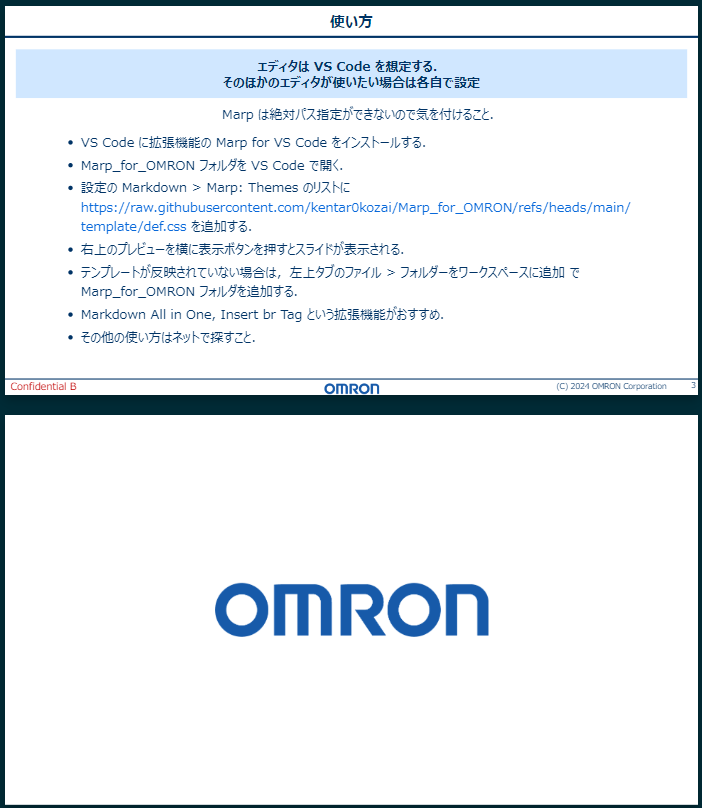 使い方
エディタは VS Code を想定する.
そのほかのエディタが使いたい場合は各自で設定
Marp は絶対パス指定ができないので気を付けること.
• VS Code に拡張機能の Marp for VS Code をインストールする.
• Marp_for_OMRON フォルダを VS Code で開く.
• 設定の Markdown > Marp: Themes のリストに
https://raw.githubusercontent.com/kentar0kozai/Marp_for_OMRON/refs/heads/main/
template/def.css を追加する.
• 右上のプレビューを横に表示ボタンを押すとスライドが表示される.
• テンプレートが反映されていない場合は，左上タブのファイル > フォルダーをワークスペースに追加 で
Marp_for_OMRON フォルダを追加する.
• Markdown All in One, Insert br Tag という拡張機能がおすすめ.
• その他の使い方はネットで探すこと.
Confidential B
OMRON
(C) 2024 OMRON Corporation
3
OMRON